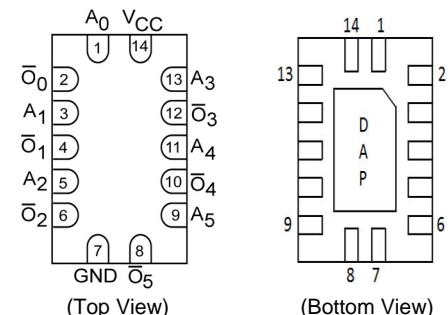 A0 VCC
1 14
O̅0 2 13 A3
A1 3 12 O̅3
O̅1 4 11 A4
A2 5 10 O̅4
O̅2 6 9 A5
7 8
GND O̅5
(Top View)
14 1
13 2
D
A
P
9 6
8 7
(Bottom View)